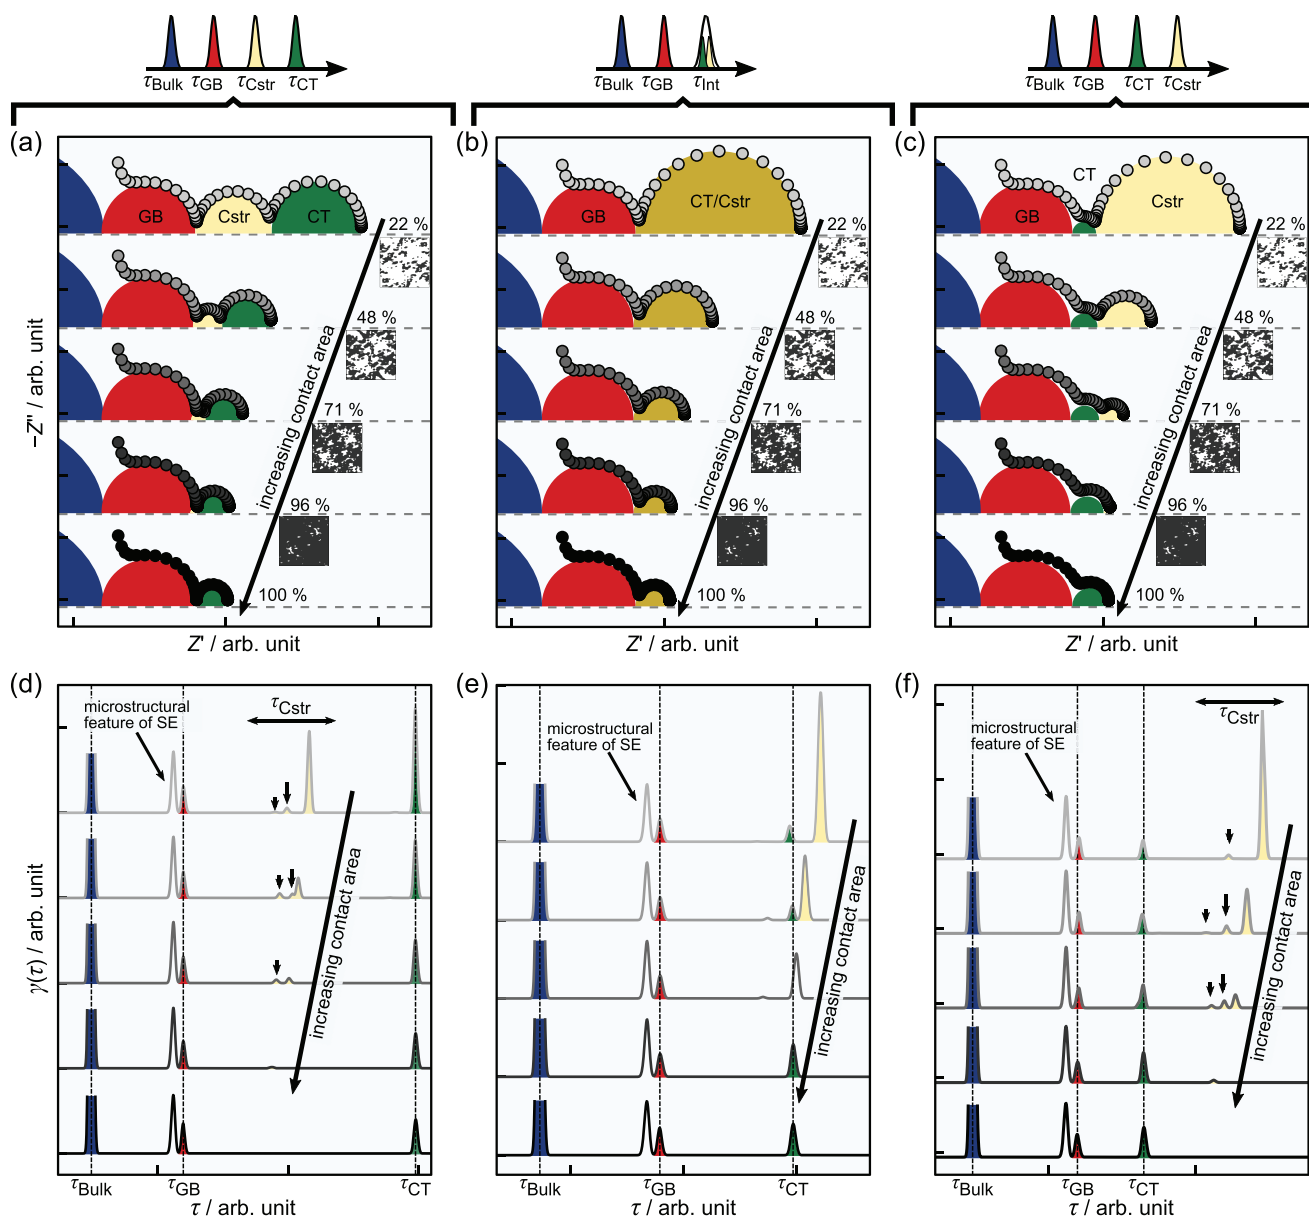 τBulk τGB τCstr τCT
τBulk τGB τInt
τBulk τGB τCT τCstr
(a)
GB Cstr CT
22 %
48 %
71 %
96 %
100 %
increasing contact area
−Z'' / arb. unit
Z' / arb. unit
(b)
GB CT/Cstr
22 %
48 %
71 %
96 %
100 %
increasing contact area
Z' / arb. unit
(c)
CT
GB Cstr
22 %
48 %
71 %
96 %
100 %
increasing contact area
Z' / arb. unit
(d)
microstructural
feature of SE
τCstr
increasing contact area
γ(τ) / arb. unit
τBulk τGB τCT
τ / arb. unit
(e)
microstructural
feature of SE
increasing contact area
τBulk τGB τCT
τ / arb. unit
(f)
microstructural
feature of SE
τCstr
increasing contact area
τBulk τGB τCT
τ / arb. unit